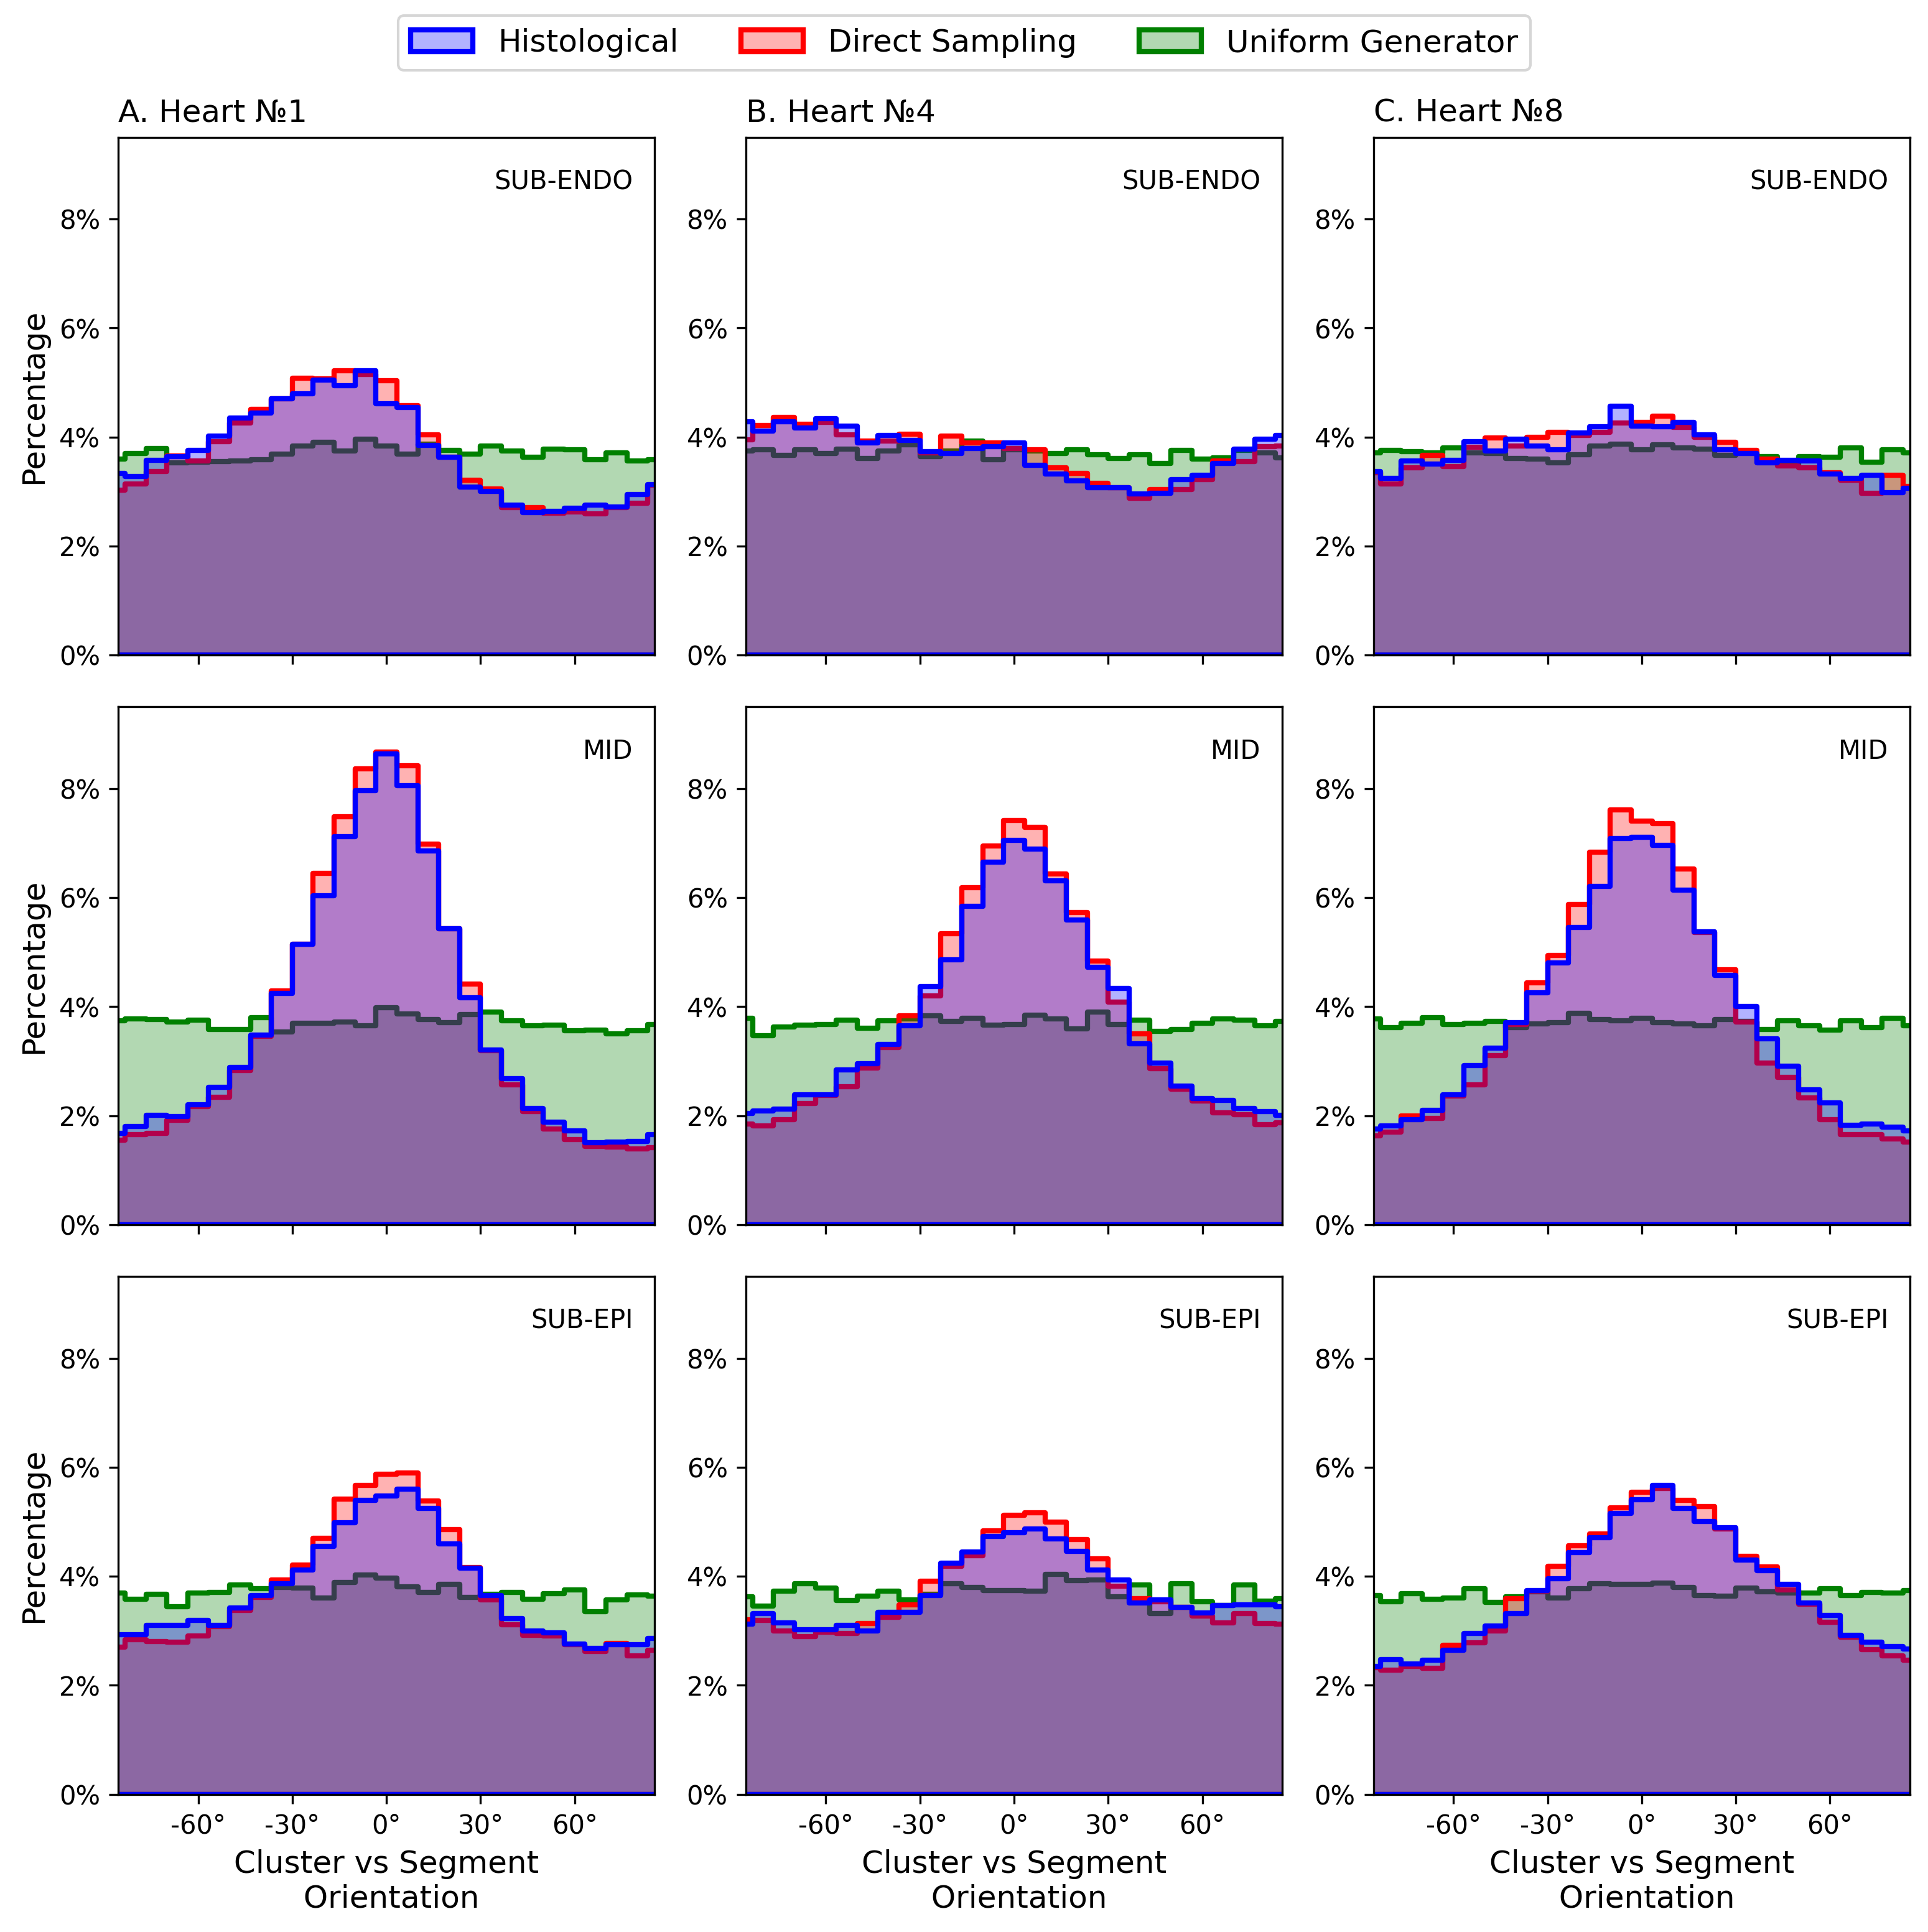 Histological Direct Sampling Uniform Generator
A. Heart №1 B. Heart №4 C. Heart №8
SUB-ENDO SUB-ENDO SUB-ENDO
8% 8% 8%
6% 6% 6%
Percentage
4% 4% 4%
2% 2% 2%
0% 0% 0%
MID MID MID
8% 8% 8%
6% 6% 6%
Percentage
4% 4% 4%
2% 2% 2%
0% 0% 0%
SUB-EPI SUB-EPI SUB-EPI
8% 8% 8%
6% 6% 6%
Percentage
4% 4% 4%
2% 2% 2%
0% 0% 0%
-60° -30° 0° 30° 60° -60° -30° 0° 30° 60° -60° -30° 0° 30° 60°
Cluster vs Segment Cluster vs Segment Cluster vs Segment
Orientation Orientation Orientation